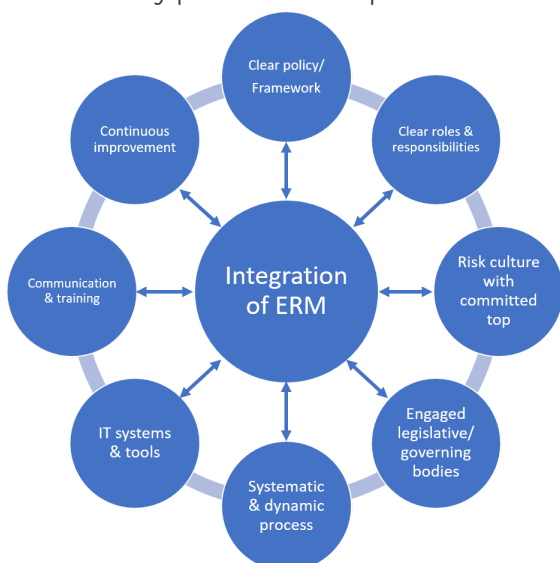 Clear policy/
Framework
Clear roles &
responsibilities
Risk culture
with
committed
top
Engaged
legislative/
governing
bodies
Systematic
& dynamic
process
IT systems
& tools
Communication
& training
Continuous
improvement
Integration
of ERM